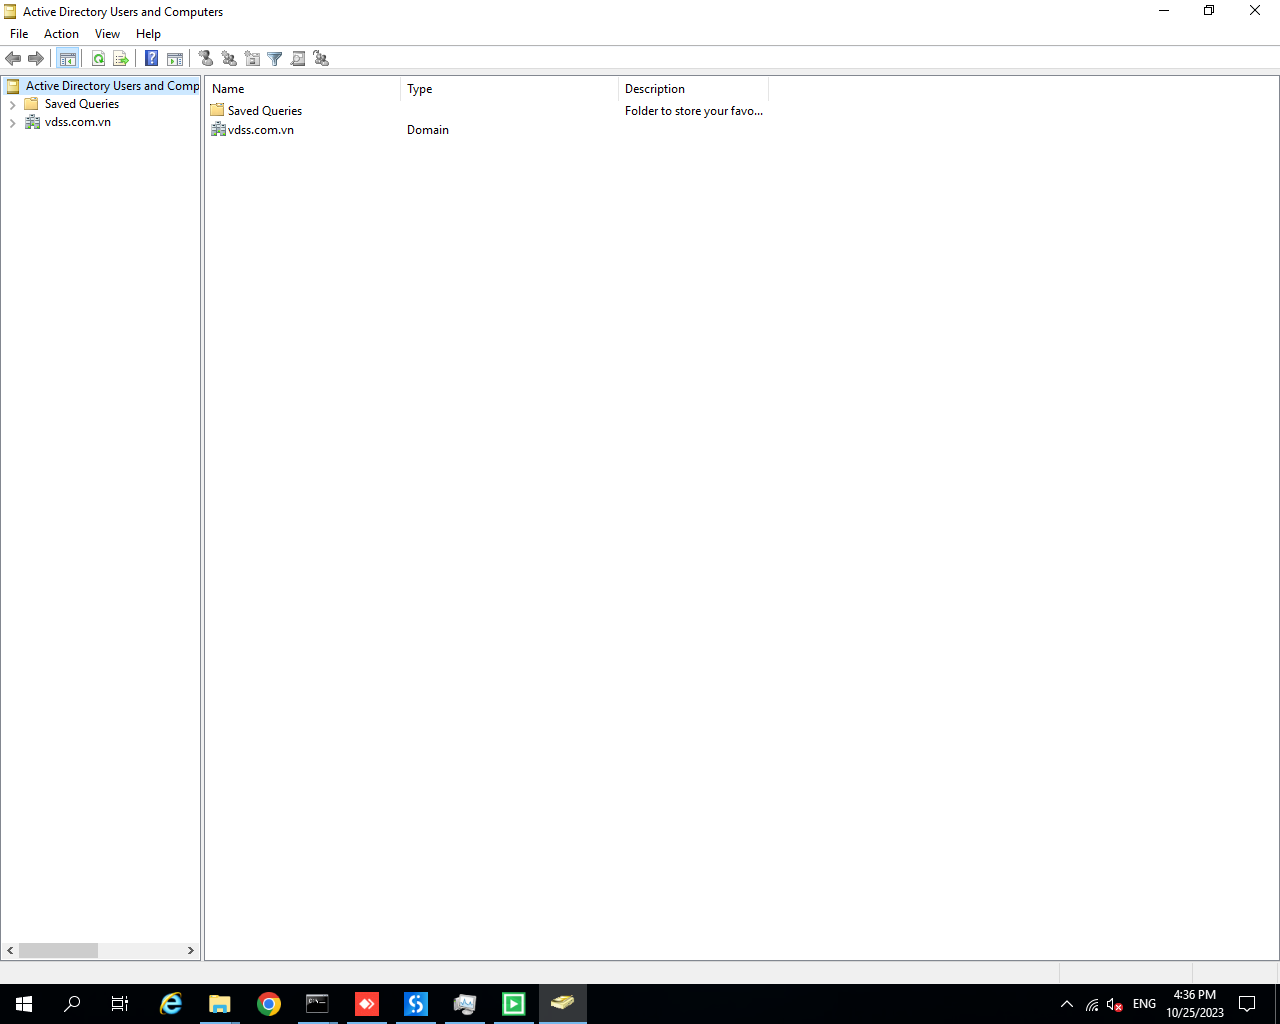 Active Directory Users and Computers
File Action View Help
Active Directory Users and Comp
Saved Queries
vdss.com.vn
Name Type Description
Saved Queries Folder to store your favo...
vdss.com.vn Domain
ENG
4:36 PM
10/25/2023